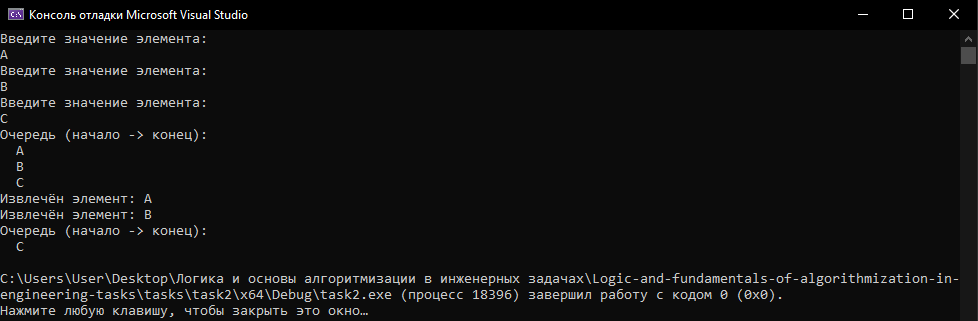 Консоль отладки Microsoft Visual Studio
Введите значение элемента:
A
Введите значение элемента:
B
Введите значение элемента:
C
Очередь (начало -> конец):
A
B
C
Извлечён элемент: A
Извлечён элемент: B
Очередь (начало -> конец):
C
C:\Users\User\Desktop\Логика и основы алгоритмизации в инженерных задачах\Logic-and-fundamentals-of-algorithmization-in-
engineering-tasks\tasks\task2\x64\Debug\task2.exe (процесс 18396) завершил работу с кодом 0 (0x0).
Нажмите любую клавишу, чтобы закрыть это окно…